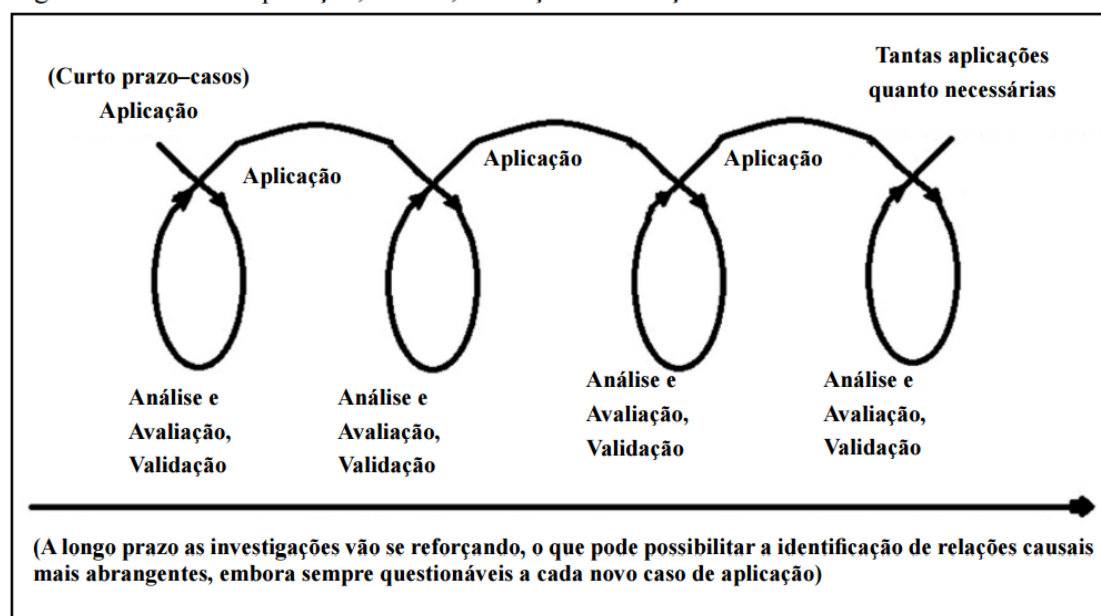 (Curto prazo–casos)
Aplicação
Tantas aplicações
quanto necessárias
Aplicação
Aplicação
Aplicação
Análise e
Avaliação,
Validação
Análise e
Avaliação,
Validação
Análise e
Avaliação,
Validação
Análise e
Avaliação,
Validação
(A longo prazo as investigações vão se reforçando, o que pode possibilitar a identificação de relações causais
mais abrangentes, embora sempre questionáveis a cada novo caso de aplicação)